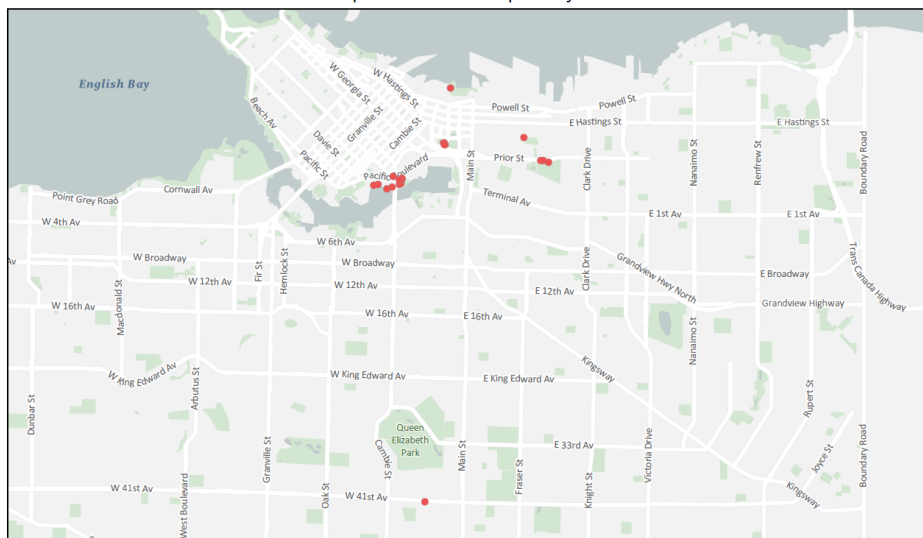 English Bay
W Georgia St
W Hastings St
Powell St
Powell St
Beach Av
Granville St
Cambie St
E Hastings St
E Hastings St
Davie St
Pacific St
Pacific Boulevard
Main St
Prior St
Clark Drive
Nanaimo St
Renfrew St
Boundary Road
Point Grey Road
Cornwall Av
Terminal Av
W 4th Av
E 1st Av
E 1st Av
W 6th Av
Av
W Broadway
W Broadway
Fir St
Hemlock St
Clark Drive
Grandview Hwy North
E Broadway
Trans Canada Highway
Macdonald St
W 12th Av
W 12th Av
E 12th Av
W 16th Av
W 16th Av
E 16th Av
Nanaimo St
Grandview Highway
W King Edward Av
Arbutus St
W King Edward Av
E King Edward Av
Kingsway
Rupert St
Dunbar St
Queen
Elizabeth
Park
Granville St
Cambie St
Main St
E 33rd Av
Victoria Drive
Joyce St
Boundary Road
W 41st Av
West Boulevard
Oak St
W 41st Av
Fraser St
Knight St
Kingsway